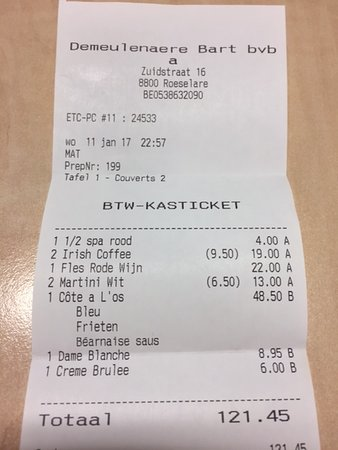 Demeulenaere Bart bvb
a
Zuidstraat 16
8800 Roeselare
BE0538632090
ETC-PC #11 : 24533
wo 11 jan 17 22:57
MAT
PrepNr: 199
Tafel 1 - Couverts 2
BTW-KASTICKET
1 1/2 spa rood 4.00 A
2 Irish Coffee (9.50) 19.00 A
1 Fles Rode Wijn 22.00 A
2 Martini Wit (6.50) 13.00 A
1 Côte a L'os 48.50 B
Bleu
Frieten
Béarnaise saus
1 Dame Blanche 8.95 B
1 Creme Brulee 6.00 B
Totaal 121.45
121.45